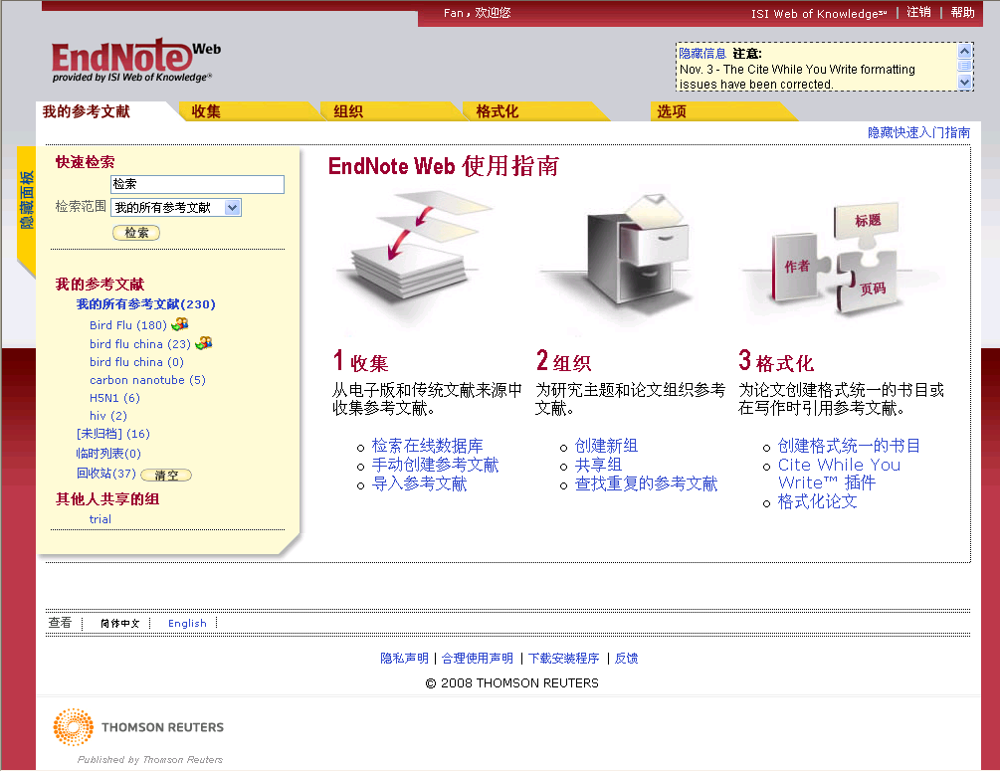 Fan，欢迎您
ISI Web of Knowledge℠ | 注销 | 帮助
EndNote Web
provided by ISI Web of Knowledge®
隐藏信息 注意:
Nov. 3 - The Cite While You Write formatting
issues have been corrected.
我的参考文献 收集 组织 格式化 选项
隐藏快速入门指南
隐藏面板
快速检索
检索
检索范围 我的所有参考文献
检索
我的参考文献
我的所有参考文献(230)
Bird Flu (180)
bird flu china (23)
bird flu china (0)
carbon nanotube (5)
H5N1 (6)
hiv (2)
[未归档] (16)
临时列表(0)
回收站(37) 清空
其他人共享的组
trial
EndNote Web 使用指南
标题
作者
页码
1 收集
从电子版和传统文献来源中
收集参考文献。
检索在线数据库
手动创建参考文献
导入参考文献
2 组织
为研究主题和论文组织参考
文献。
创建新组
共享组
查找重复的参考文献
3 格式化
为论文创建格式统一的书目或
在写作时引用参考文献。
创建格式统一的书目
Cite While You
Write™ 插件
格式化论文
查看 简体中文 English
隐私声明 | 合理使用声明 | 下载安装程序 | 反馈
© 2008 THOMSON REUTERS
THOMSON REUTERS
Published by Thomson Reuters